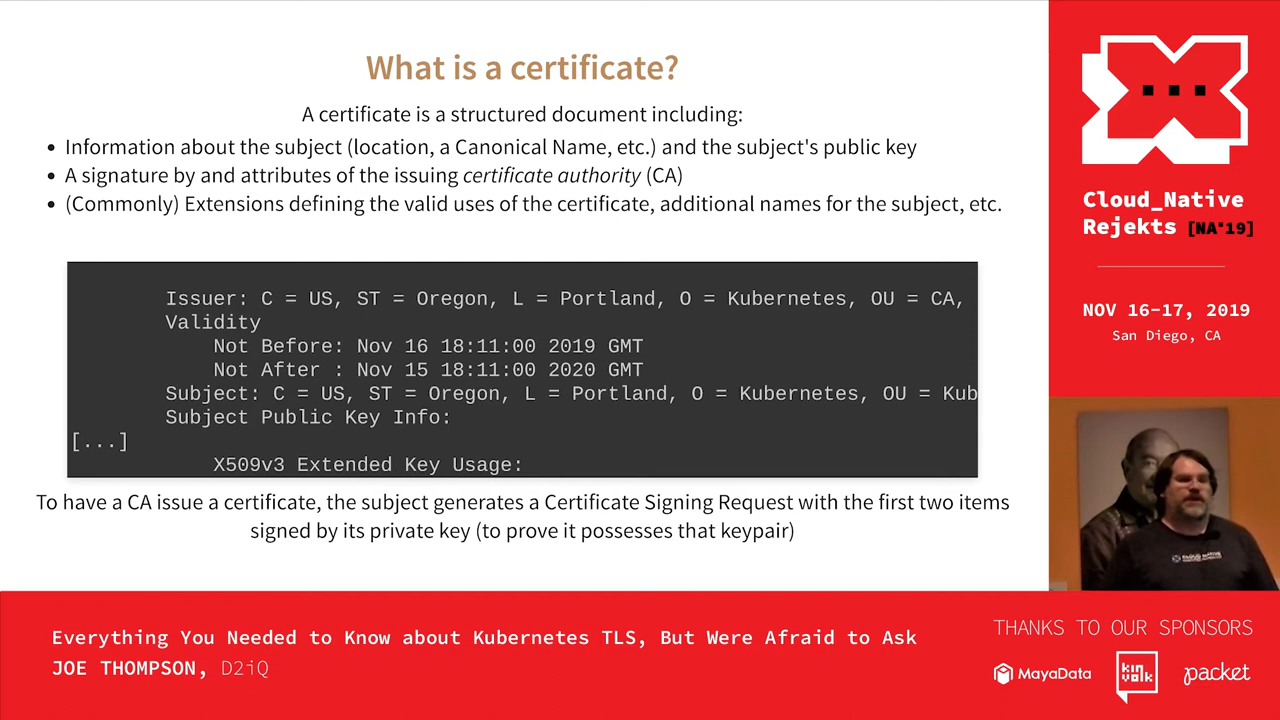 What is a certificate?
A certificate is a structured document including:
• Information about the subject (location, a Canonical Name, etc.) and the subject's public key
• A signature by and attributes of the issuing certificate authority (CA)
• (Commonly) Extensions defining the valid uses of the certificate, additional names for the subject, etc.
Issuer: C = US, ST = Oregon, L = Portland, O = Kubernetes, OU = CA,
Validity
Not Before: Nov 16 18:11:00 2019 GMT
Not After : Nov 15 18:11:00 2020 GMT
Subject: C = US, ST = Oregon, L = Portland, O = Kubernetes, OU = Kub
Subject Public Key Info:
[...]
X509v3 Extended Key Usage:
To have a CA issue a certificate, the subject generates a Certificate Signing Request with the first two items
signed by its private key (to prove it possesses that keypair)
Cloud_Native
Rejekts [NA'19]
NOV 16-17, 2019
San Diego, CA
CLOUD NATIVE
Everything You Needed to Know about Kubernetes TLS, But Were Afraid to Ask
JOE THOMPSON, D2iQ
THANKS TO OUR SPONSORS
MayaData
kinvolk
packet